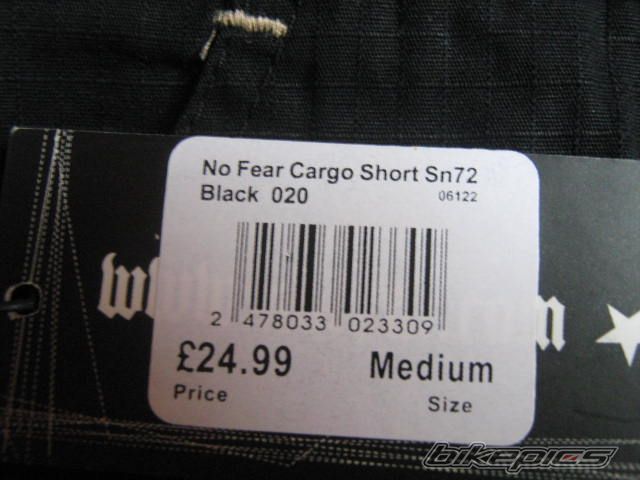 No Fear Cargo Short Sn72
Black 020 06122
2 478033 023309
£24.99 Medium
Price Size
bikepics